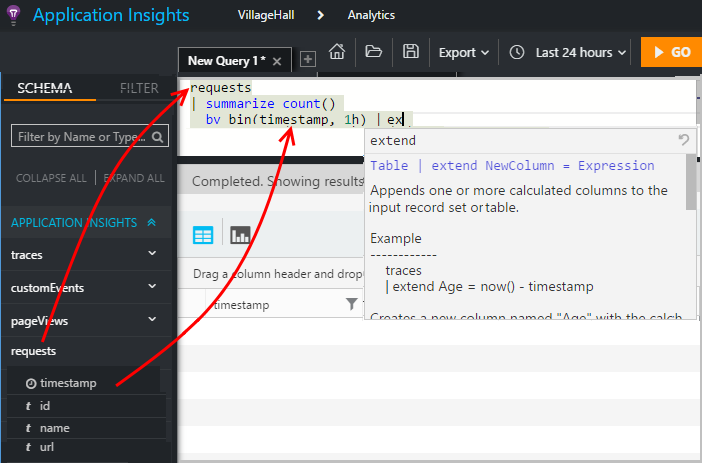 Application Insights VillageHall Analytics
New Query 1* Export Last 24 hours GO
SCHEMA FILTER
Filter by Name or Type...
COLLAPSE ALL | EXPAND ALL
APPLICATION INSIGHTS
traces
customEvents
pageViews
requests
timestamp
t id
t name
t url
requests
| summarize count()
by bin(timestamp, 1h) | ex
extend
Table | extend NewColumn = Expression
Appends one or more calculated columns to the
input record set or table.
Example
------------
traces
| extend Age = now() - timestamp
Creates a new column named "Age" with the
Completed. Showing results
Drag a column header and drop
timestamp